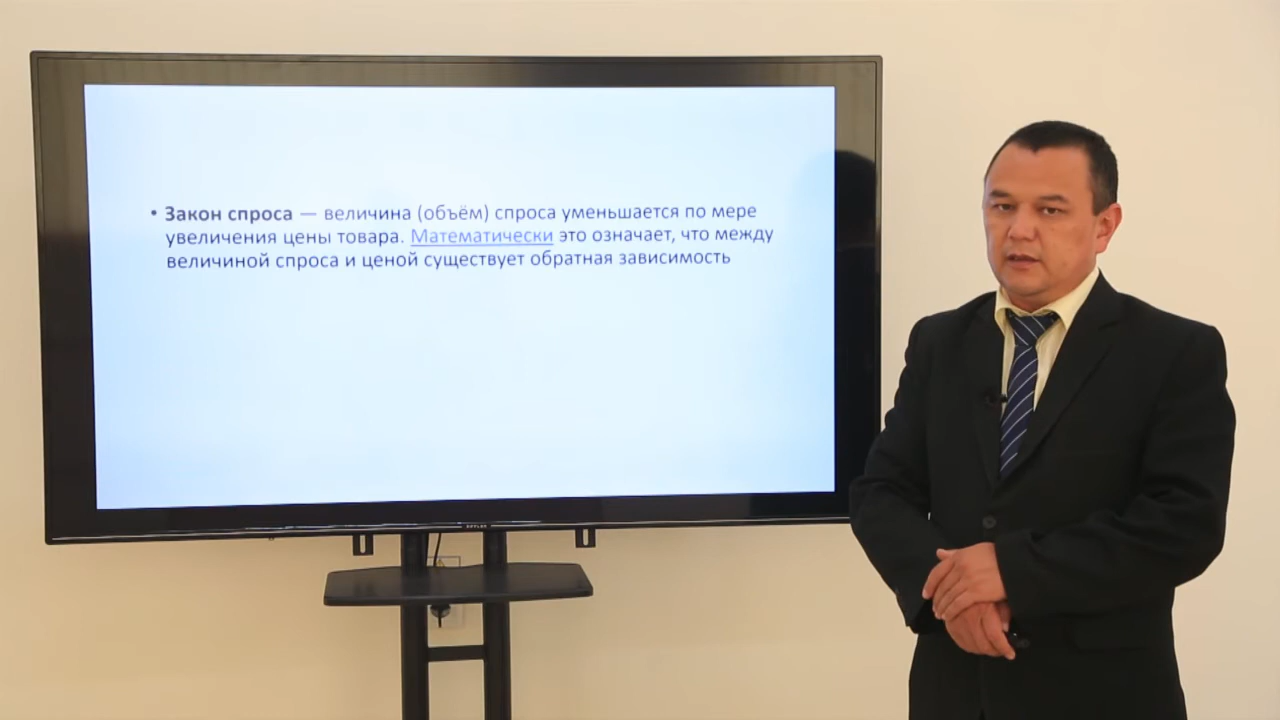 • Закон спроса — величина (объём) спроса уменьшается по мере
увеличения цены товара. Математически это означает, что между
величиной спроса и ценой существует обратная зависимость